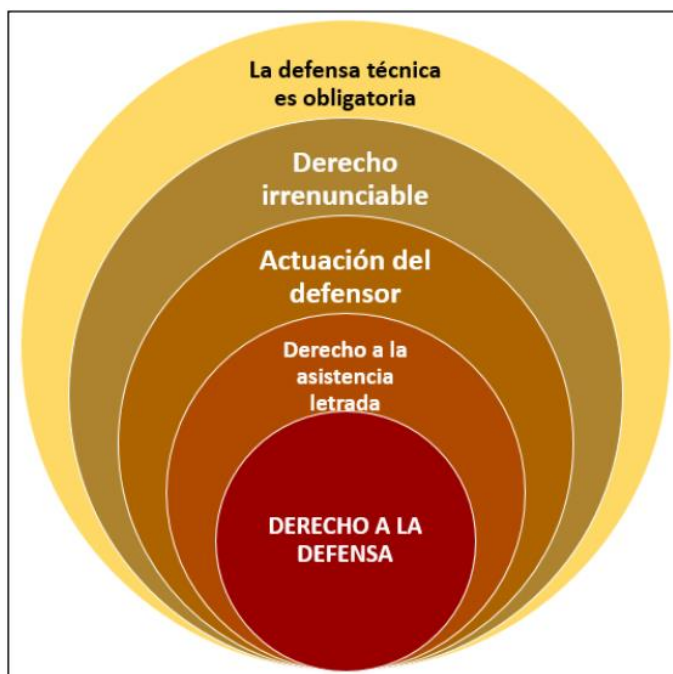 La defensa técnica
es obligatoria
Derecho
irrenunciable
Actuación del
defensor
Derecho a la
asistencia
letrada
DERECHO A LA
DEFENSA